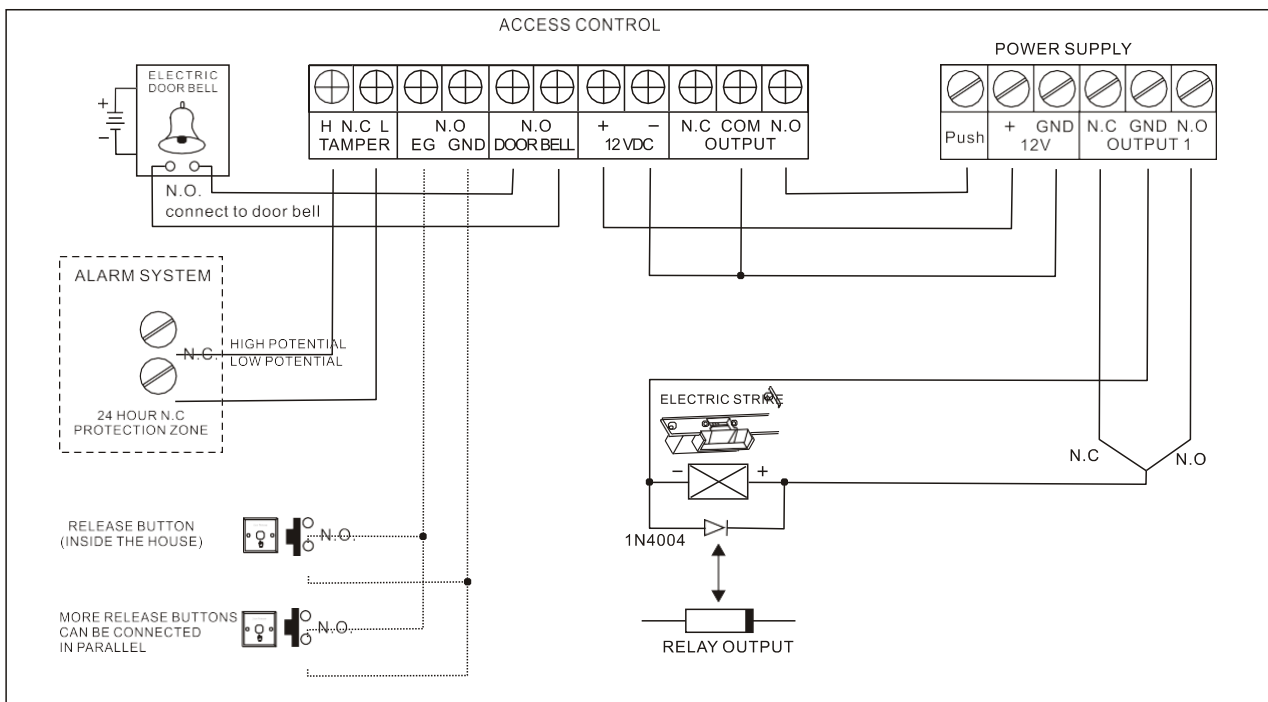 ACCESS CONTROL
POWER SUPPLY
ELECTRIC
DOOR BELL
+
−
H N.C L
TAMPER
N.O
EG GND
N.O
DOOR BELL
+ −
12 VDC
N.C COM N.O
OUTPUT
Push
+ GND
12V
N.C GND N.O
OUTPUT 1
N.O.
connect to door bell
ALARM SYSTEM
N.C.
HIGH POTENTIAL
LOW POTENTIAL
24 HOUR N.C
PROTECTION ZONE
ELECTRIC STRIKE
N.C
N.O
− +
1N4004
RELEASE BUTTON
(INSIDE THE HOUSE)
N.O.
MORE RELEASE BUTTONS
CAN BE CONNECTED
IN PARALLEL
N.O.
RELAY OUTPUT